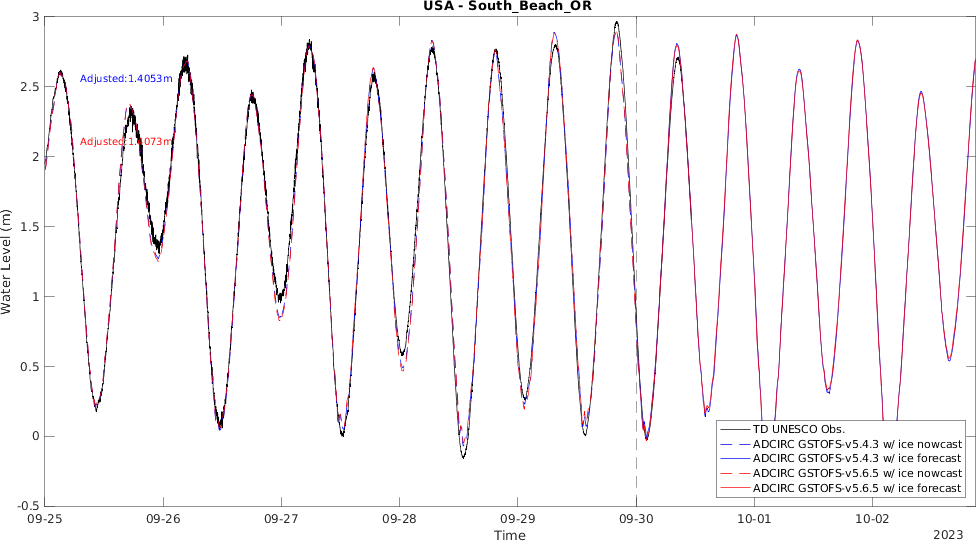 USA - South_Beach_OR
3
2.5
2
1.5
1
0.5
0
-0.5
Water Level (m)
Adjusted:1.4053m
Adjusted:1.4073m
TD UNESCO Obs.
ADCIRC GSTOFS-v5.4.3 w/ ice nowcast
ADCIRC GSTOFS-v5.4.3 w/ ice forecast
ADCIRC GSTOFS-v5.6.5 w/ ice nowcast
ADCIRC GSTOFS-v5.6.5 w/ ice forecast
09-25 09-26 09-27 09-28 09-29 09-30 10-01 10-02
Time
2023